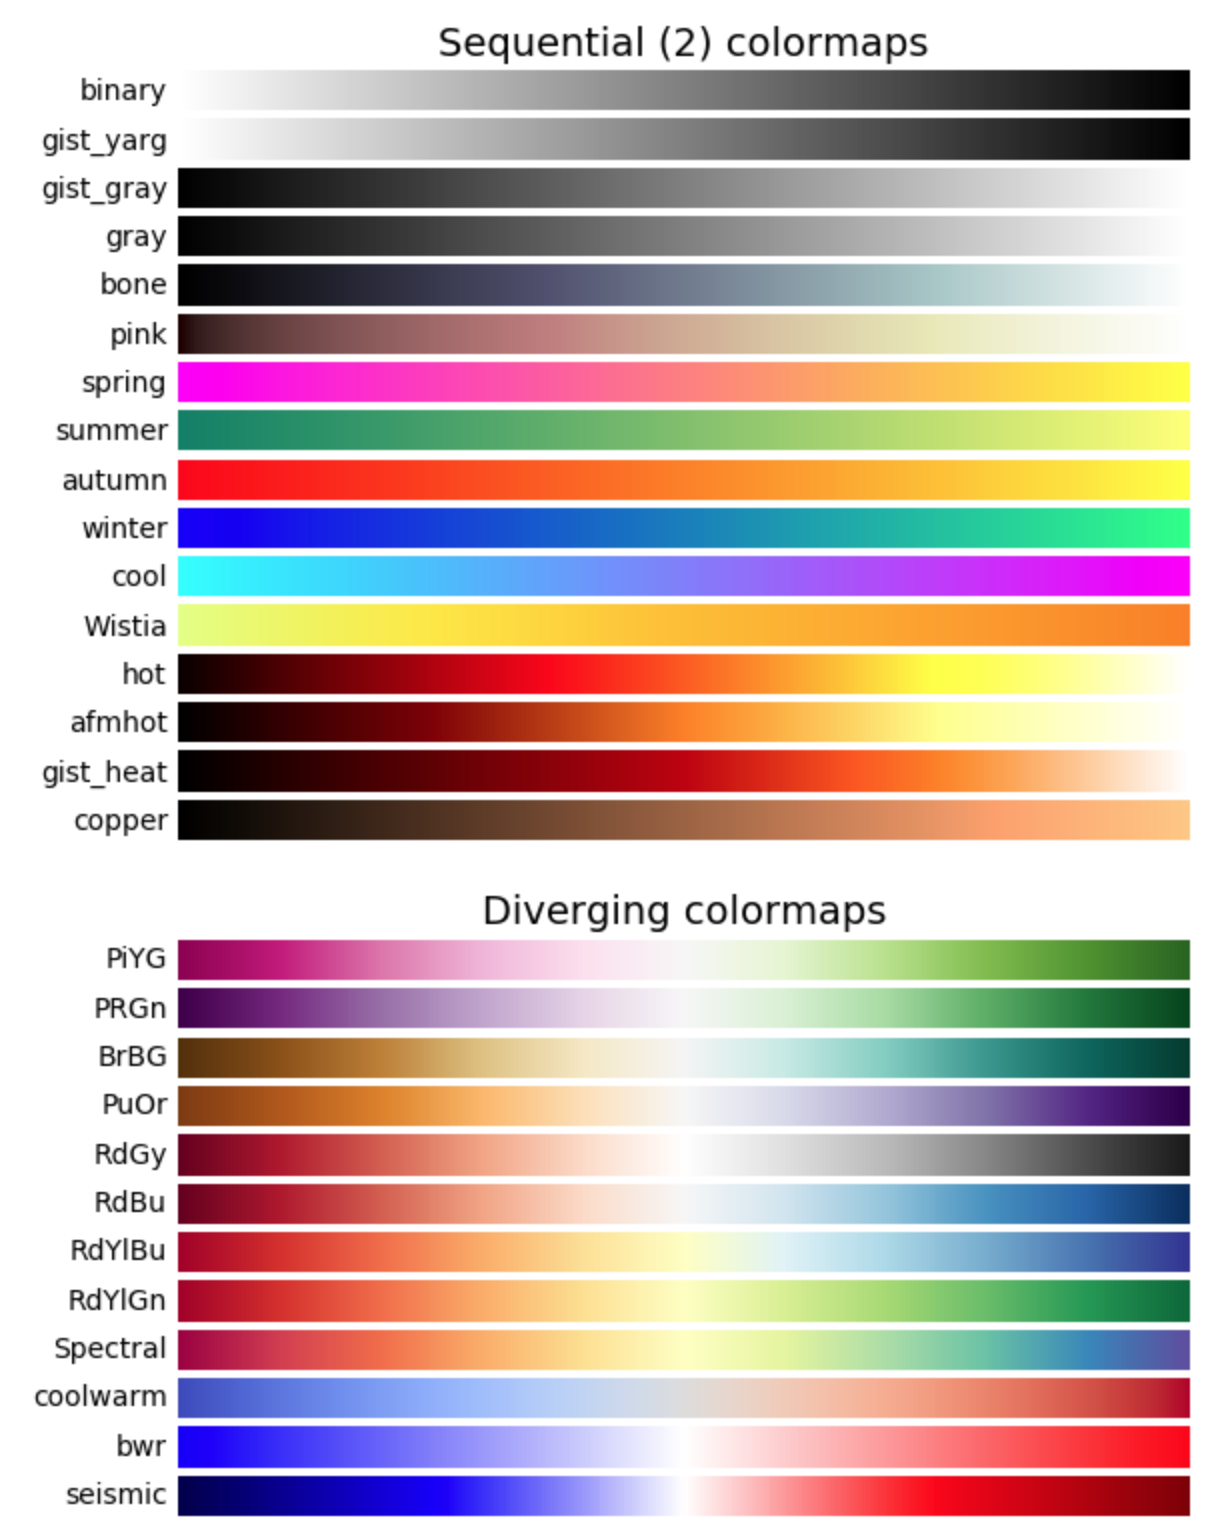 Sequential (2) colormaps
binary
gist_yarg
gist_gray
gray
bone
pink
spring
summer
autumn
winter
cool
Wistia
hot
afmhot
gist_heat
copper
Diverging colormaps
PiYG
PRGn
BrBG
PuOr
RdGy
RdBu
RdYlBu
RdYlGn
Spectral
coolwarm
bwr
seismic